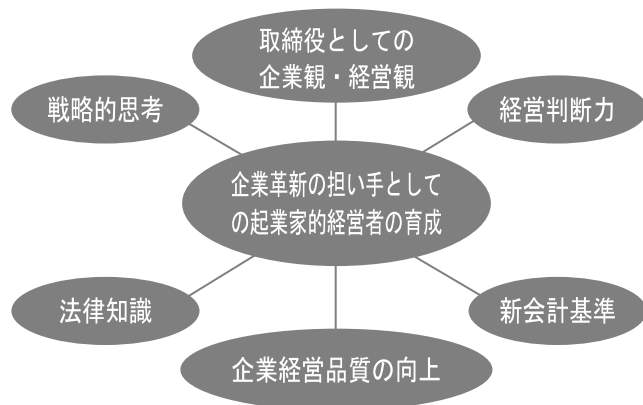 取締役としての
企業観・経営観
戦略的思考
経営判断力
企業革新の担い手として
の起業家的経営者の育成
法律知識
新会計基準
企業経営品質の向上